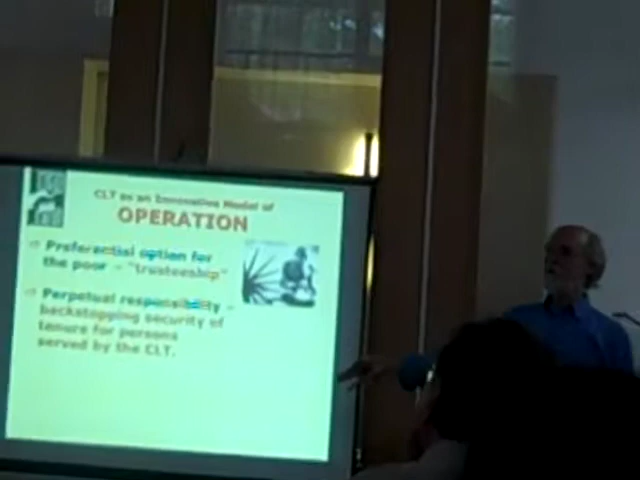 CLT as an Innovative Model of
OPERATION
Preferential option for
the poor – "trusteeship"
Perpetual responsibility –
backstopping security of
tenure for persons
served by the CLT.